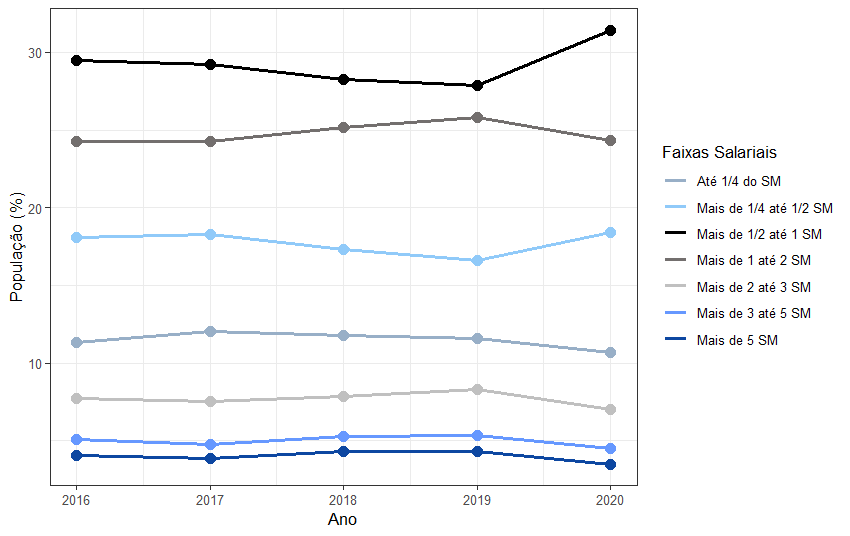 30
20
10
População (%)
2016
2017
2018
2019
2020
Ano
Faixas Salariais
Até 1/4 do SM
Mais de 1/4 até 1/2 SM
Mais de 1/2 até 1 SM
Mais de 1 até 2 SM
Mais de 2 até 3 SM
Mais de 3 até 5 SM
Mais de 5 SM